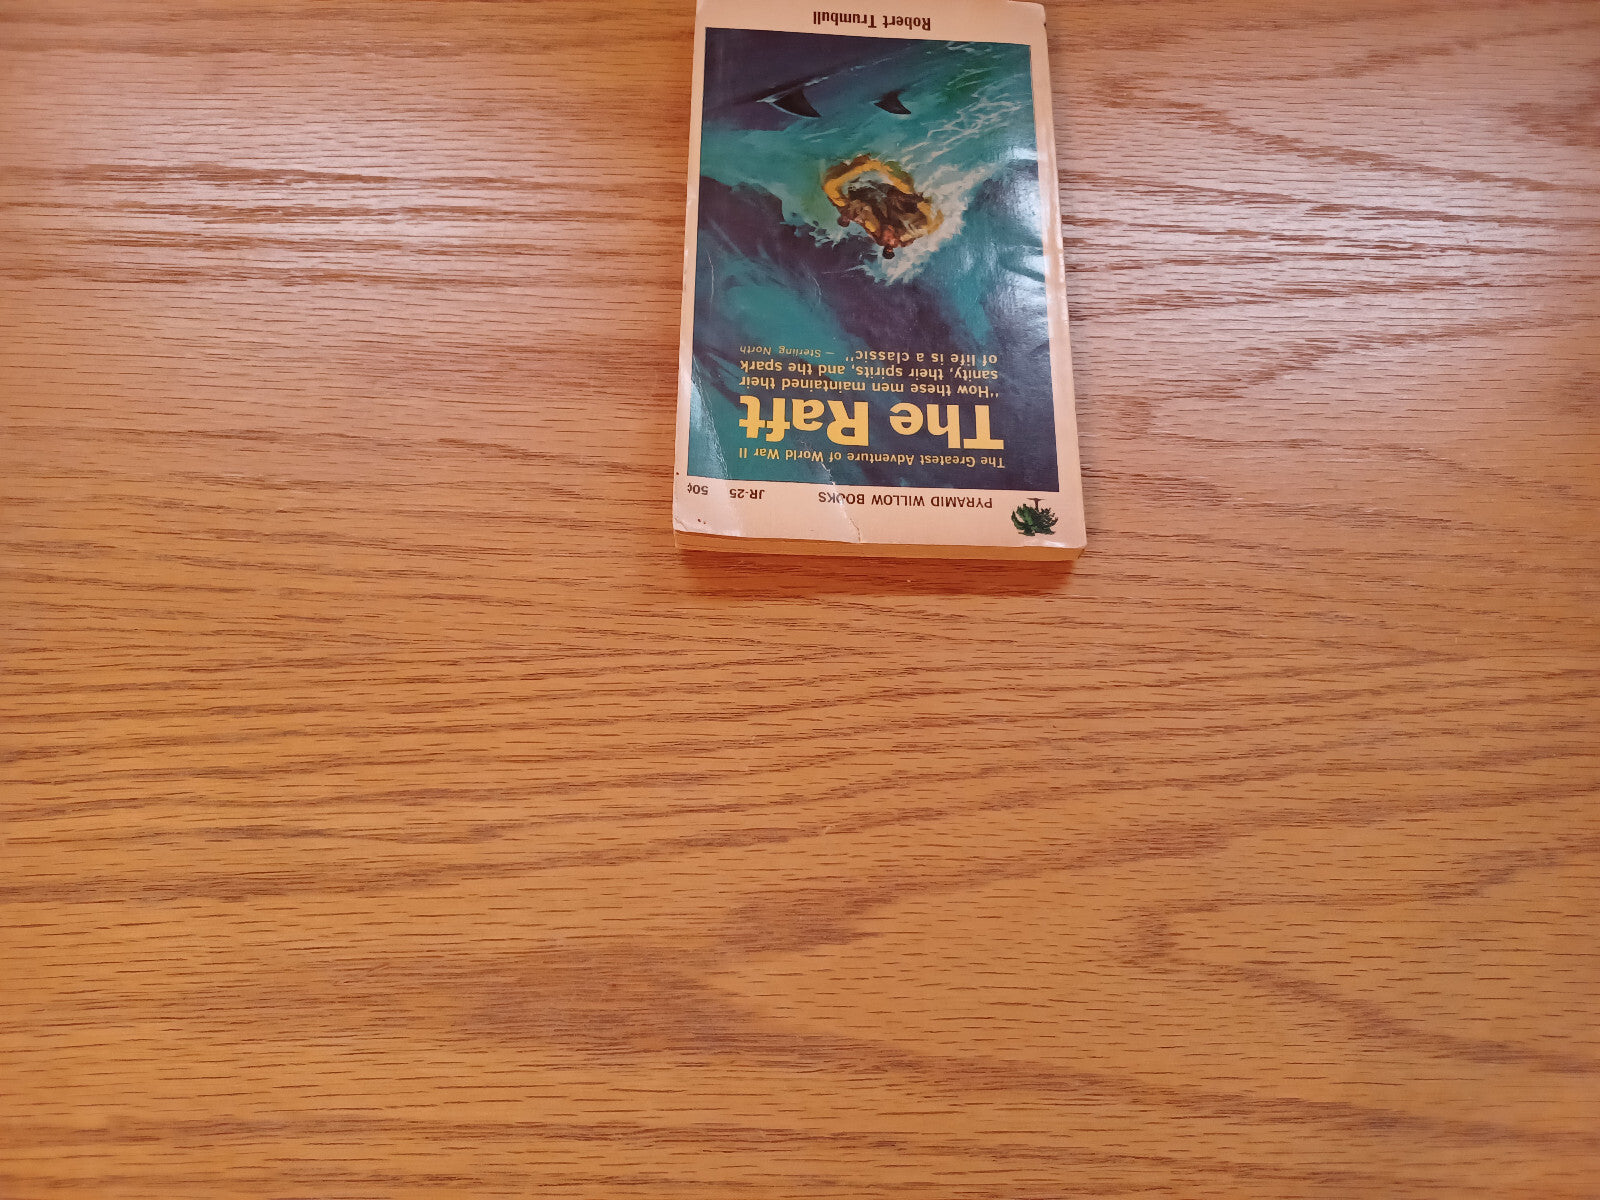 PYRAMID WILLOW BOOKS JR-25 50¢
The Greatest Adventure of World War II
The Raft
"How these men maintained their
sanity, their spirits, and the spark
of life is a classic" — Sterling North
Robert Trumbull